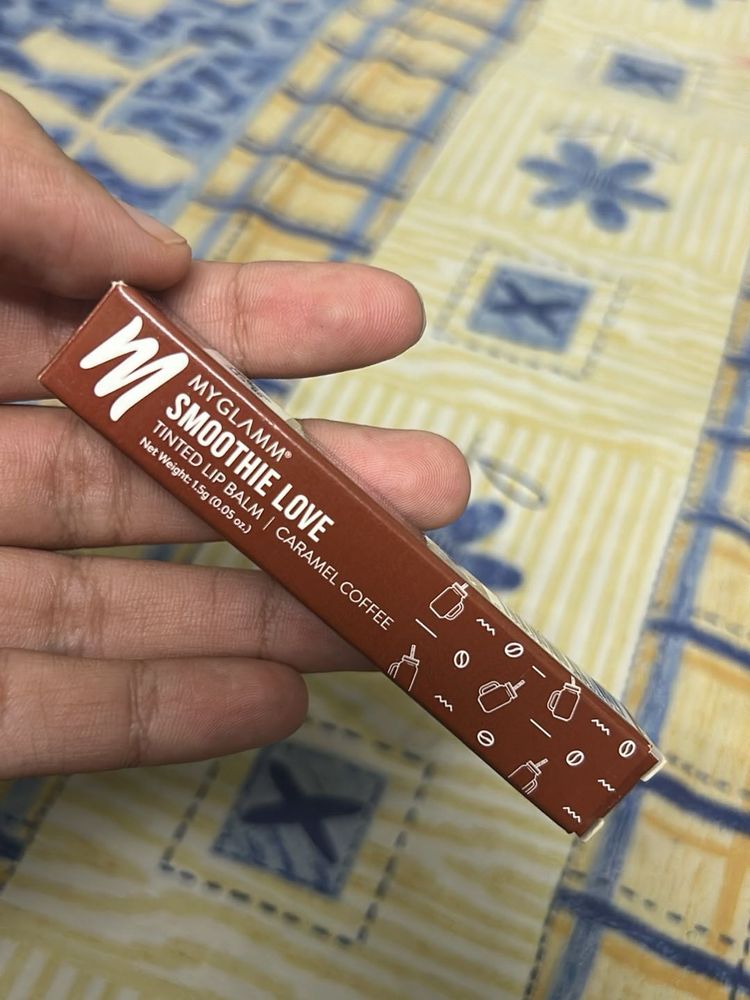 MYGLAMM®
SMOOTHIE LOVE
TINTED LIP BALM | CARAMEL COFFEE
Net Weight: 1.5g (0.05 oz.)